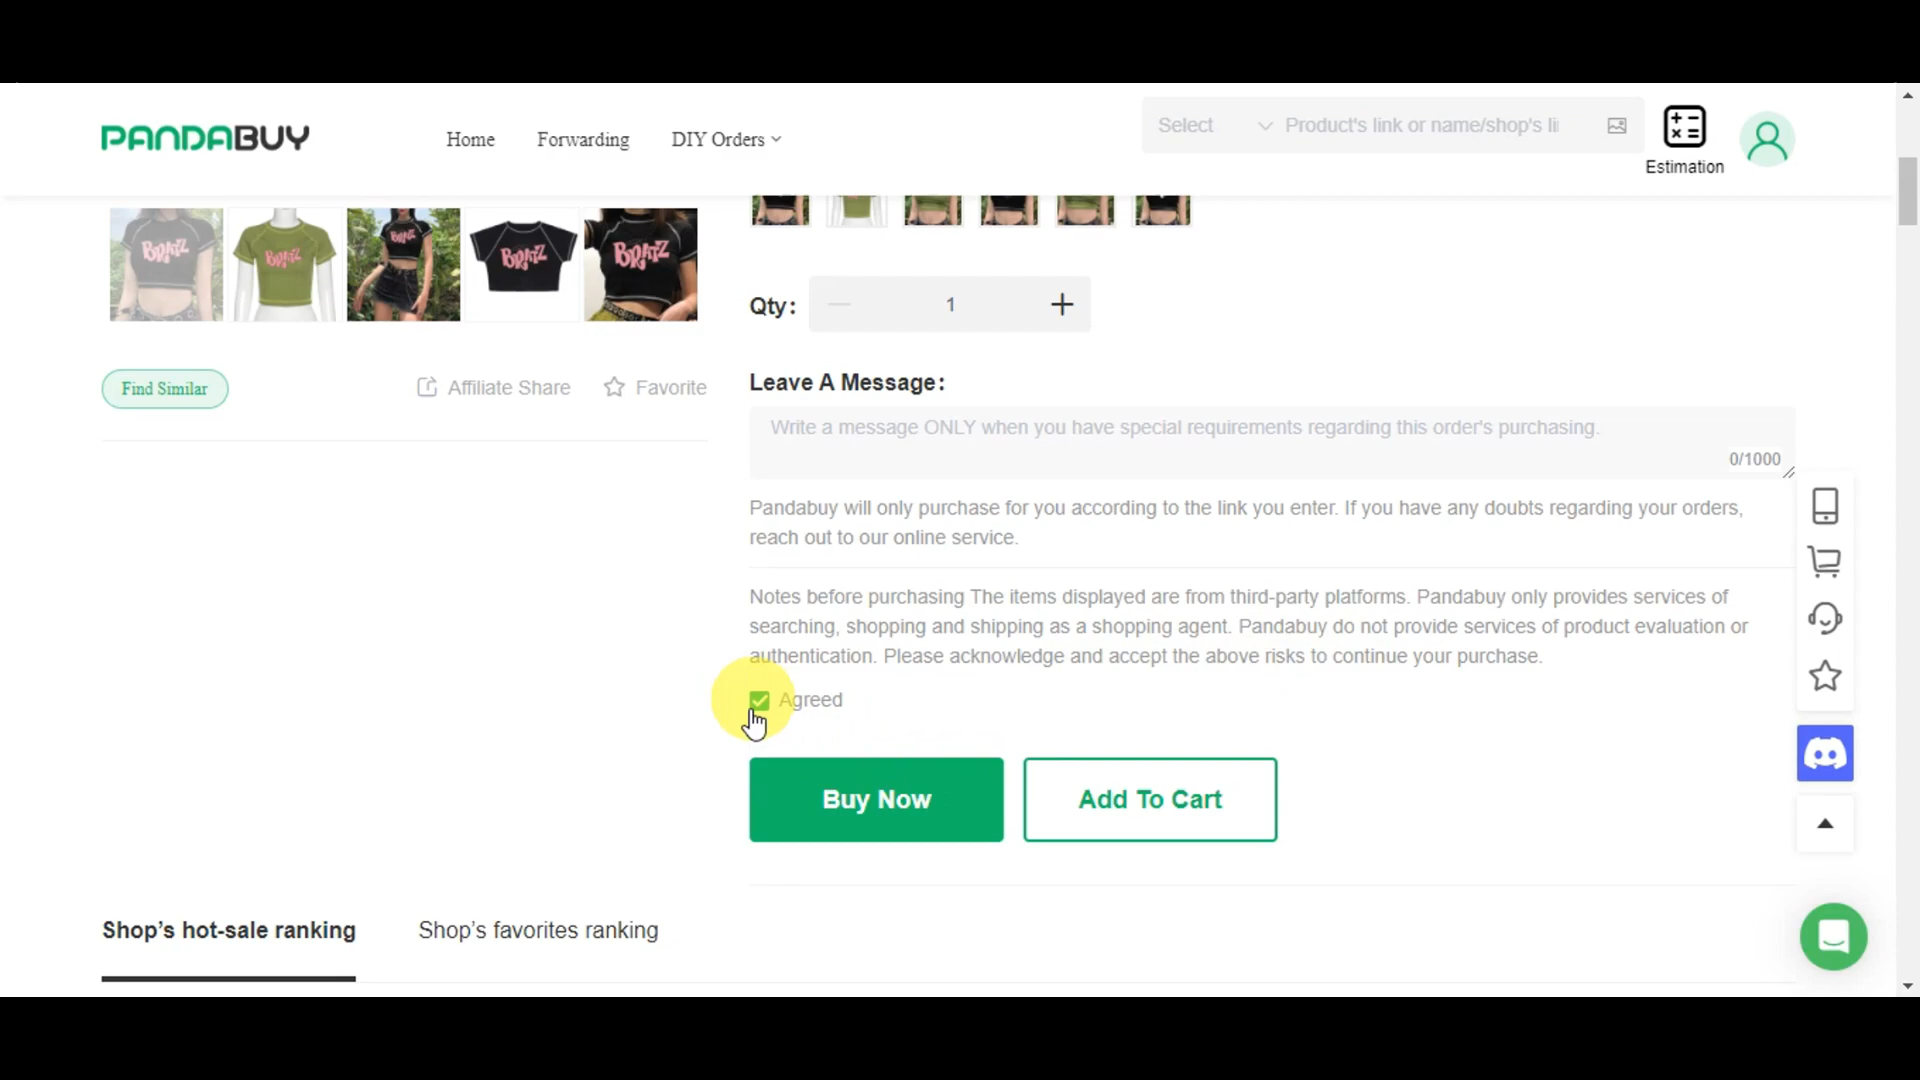 PANDABUY
Home
Forwarding
DIY Orders
Select
Product's link or name/shop's li
Estimation
BRATZ
BRATZ
BRATZ
BRATZ
BRATZ
Qty:
1
Find Similar
Affiliate Share
Favorite
Leave A Message:
Write a message ONLY when you have special requirements regarding this order's purchasing.
0/1000
Pandabuy will only purchase for you according to the link you enter. If you have any doubts regarding your orders,
reach out to our online service.
Notes before purchasing The items displayed are from third-party platforms. Pandabuy only provides services of
searching, shopping and shipping as a shopping agent. Pandabuy do not provide services of product evaluation or
authentication. Please acknowledge and accept the above risks to continue your purchase.
Agreed
Buy Now
Add To Cart
Shop's hot-sale ranking
Shop's favorites ranking